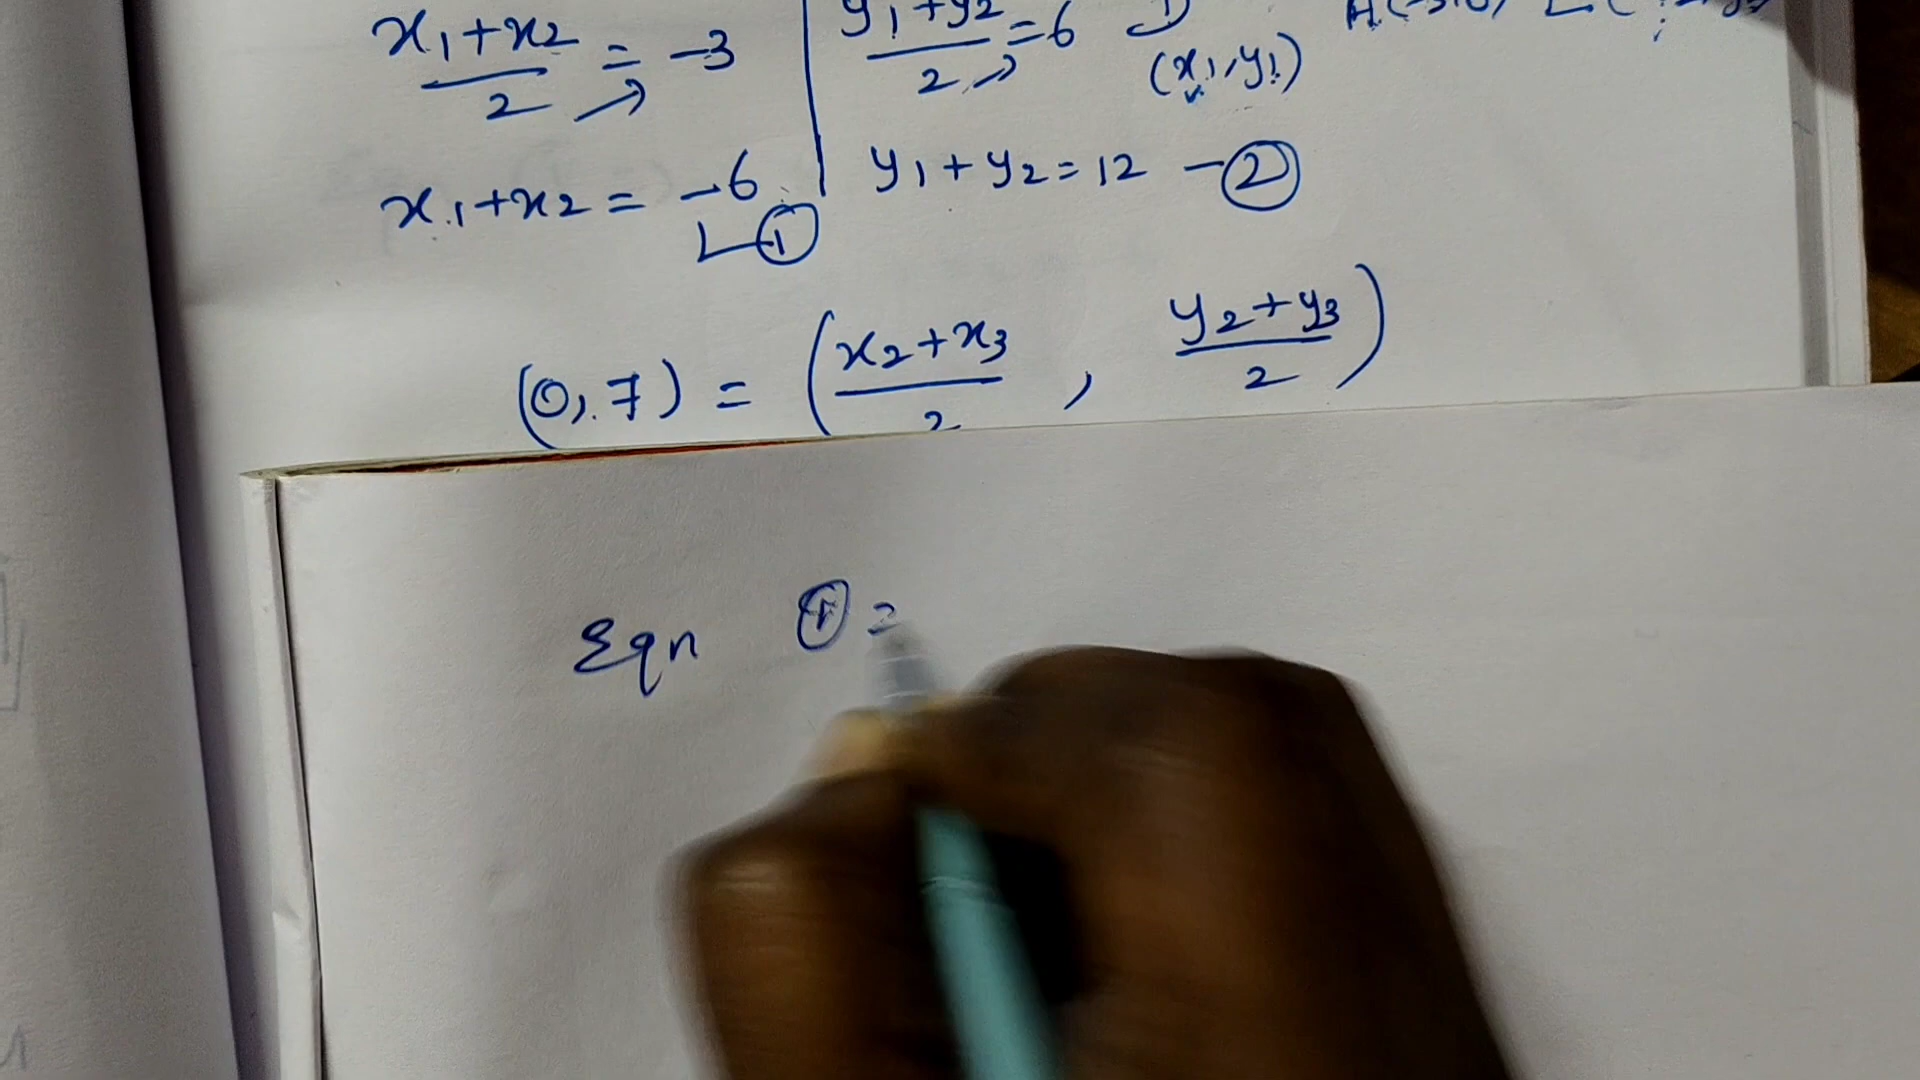 x₁+x₂/2 = -3 | y₁+y₂/2 = 6 D
(x₁,y₁)
x₁+x₂ = -6 | y₁+y₂=12 -②
①
(0,7) = (x₂+x₃/2 , y₂+y₃/2)
Eqn ① =